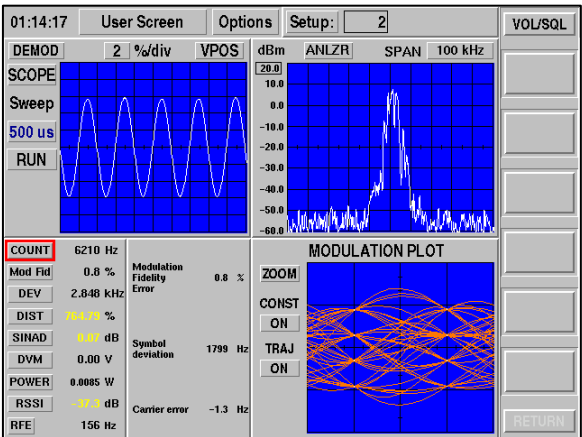 01:14:17 User Screen Options Setup: 2 VOL/SQL
DEMOD 2 %/div VPOS
SCOPE
Sweep
500 us
RUN
dBm ANLZR SPAN 100 kHz
20.0
10.0
0.0
-10.0
-20.0
-30.0
-40.0
-50.0
-60.0
COUNT 6210 Hz
Mod Fid 0.8 %
DEV 2.848 kHz
DIST 764.79 %
SINAD 0.07 dB
DVM 0.00 V
POWER 0.0085 W
RSSI -37.3 dB
RFE 156 Hz
Modulation
Fidelity 0.8 %
Error
Symbol
deviation 1799 Hz
Carrier error -1.3 Hz
MODULATION PLOT
ZOOM
CONST
ON
TRAJ
ON
RETURN